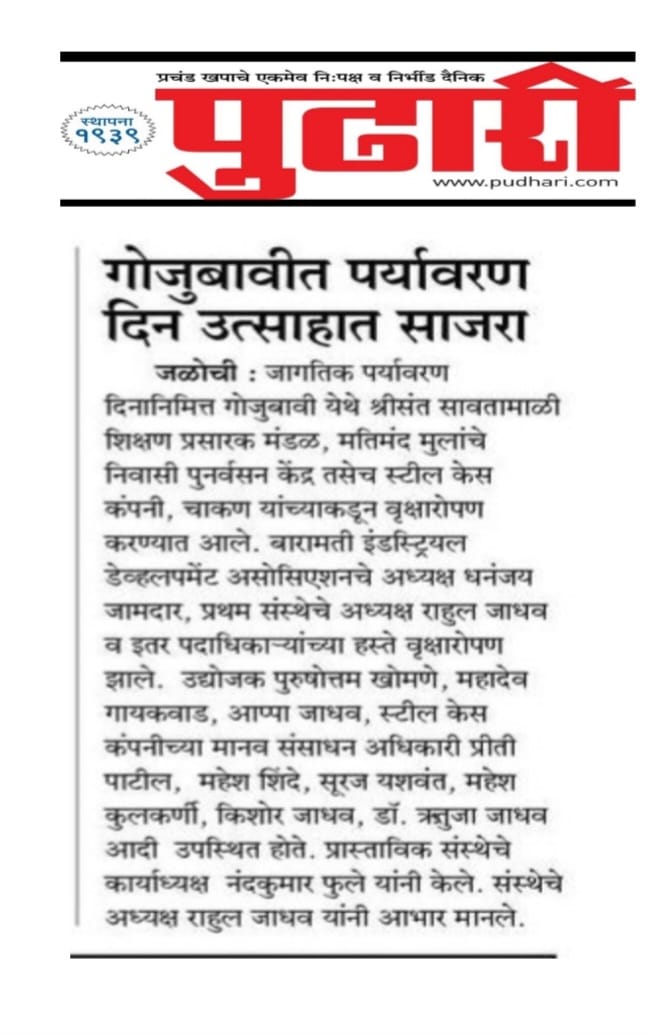 प्रचंड खपाचे एकमेव निःपक्ष व निर्भीड दैनिक
स्थापना
१९३९
पुढारी
www.pudhari.com
गोजुबावीत पर्यावरण
दिन उत्साहात साजरा
जळोची : जागतिक पर्यावरण
दिनानिमित्त गोजुबावी येथे श्रीसंत सावतामाळी
शिक्षण प्रसारक मंडळ, मतिमंद मुलांचे
निवासी पुनर्वसन केंद्र तसेच स्टील केस
कंपनी, चाकण यांच्याकडून वृक्षारोपण
करण्यात आले. बारामती इंडस्ट्रियल
डेव्हलपमेंट असोसिएशनचे अध्यक्ष धनंजय
जामदार, प्रथम संस्थेचे अध्यक्ष राहुल जाधव
व इतर पदाधिकाऱ्यांच्या हस्ते वृक्षारोपण
झाले. उद्योजक पुरुषोत्तम खोमणे, महादेव
गायकवाड, आप्पा जाधव, स्टील केस
कंपनीच्या मानव संसाधन अधिकारी प्रीती
पाटील, महेश शिंदे, सूरज यशवंत, महेश
कुलकर्णी, किशोर जाधव, डॉ. ऋतुजा जाधव
आदी उपस्थित होते. प्रास्ताविक संस्थेचे
कार्याध्यक्ष नंदकुमार फुले यांनी केले. संस्थेचे
अध्यक्ष राहुल जाधव यांनी आभार मानले.